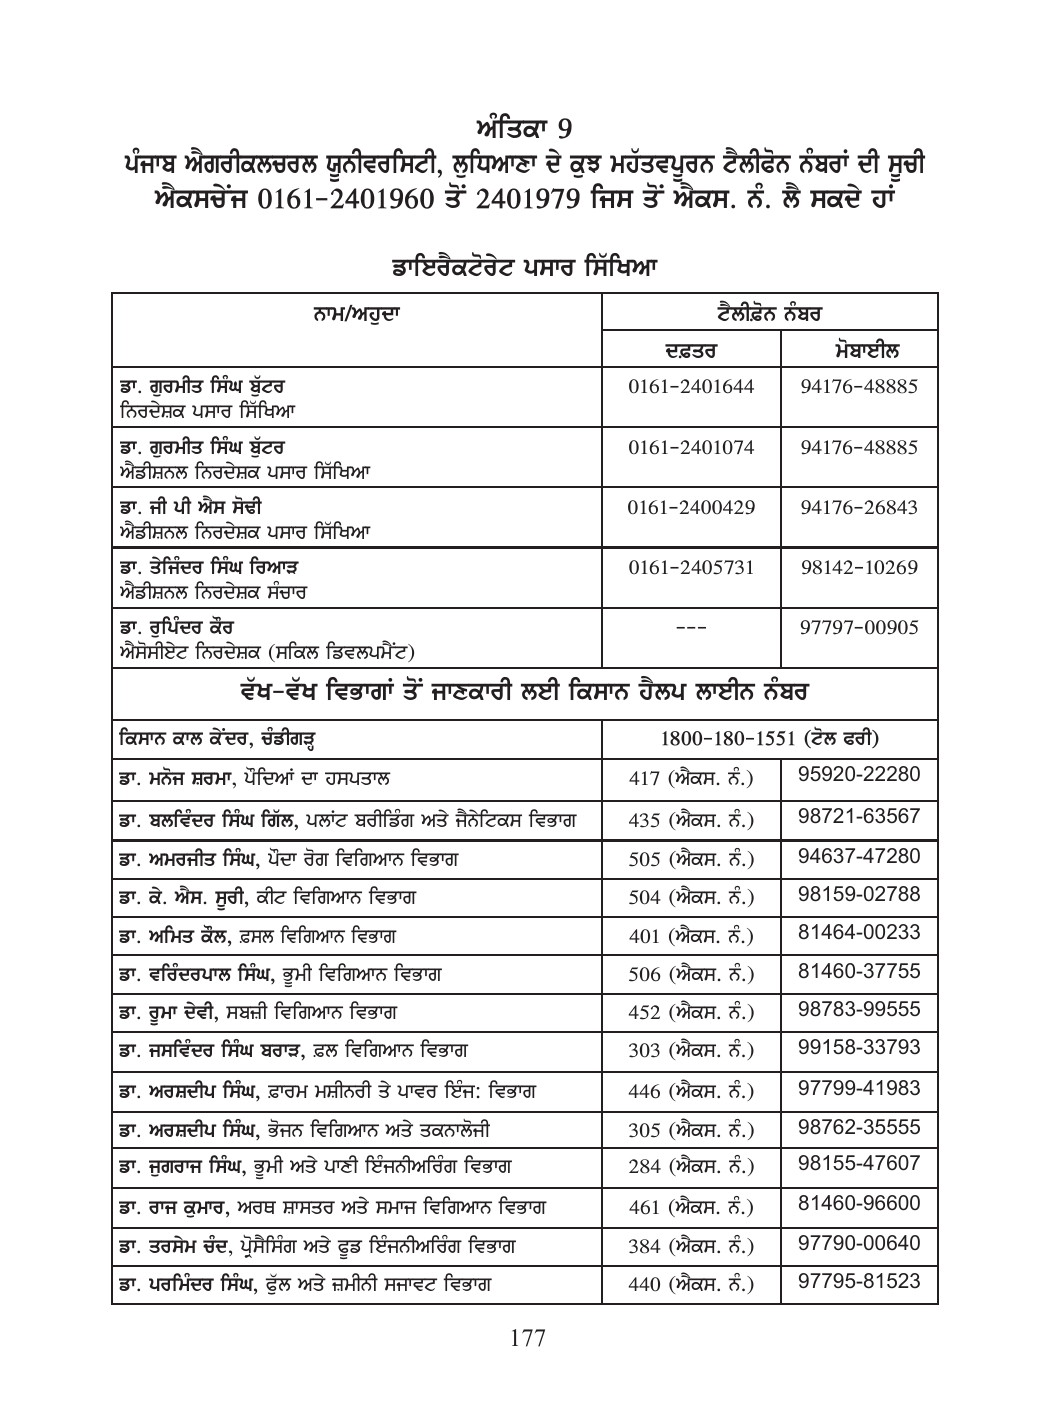 ਅੰਤਿਕਾ 9
ਪੰਜਾਬ ਐਗਰੀਕਲਚਰਲ ਯੂਨੀਵਰਸਿਟੀ, ਲੁਧਿਆਣਾ ਦੇ ਕੁਝ ਮਹੱਤਵਪੂਰਨ ਟੈਲੀਫੋਨ ਨੰਬਰਾਂ ਦੀ ਸੂਚੀ
ਐਕਸਚੇਂਜ 0161-2401960 ਤੋਂ 2401979 ਜਿਸ ਤੋਂ ਐਕਸ. ਨੰ. ਲੈ ਸਕਦੇ ਹਾਂ
ਡਾਇਰੈਕਟੋਰੇਟ ਪਸਾਰ ਸਿੱਖਿਆ
ਨਾਮ/ਅਹੁਦਾ ਟੈਲੀਫ਼ੋਨ ਨੰਬਰ
ਦਫ਼ਤਰ ਮੋਬਾਈਲ
ਡਾ. ਗੁਰਮੀਤ ਸਿੰਘ ਬੁੱਟਰ 0161-2401644 94176-48885
ਨਿਰਦੇਸ਼ਕ ਪਸਾਰ ਸਿੱਖਿਆ
ਡਾ. ਗੁਰਮੀਤ ਸਿੰਘ ਬੁੱਟਰ 0161-2401074 94176-48885
ਐਡੀਸ਼ਨਲ ਨਿਰਦੇਸ਼ਕ ਪਸਾਰ ਸਿੱਖਿਆ
ਡਾ. ਜੀ ਪੀ ਐਸ ਸੋਢੀ 0161-2400429 94176-26843
ਐਡੀਸ਼ਨਲ ਨਿਰਦੇਸ਼ਕ ਪਸਾਰ ਸਿੱਖਿਆ
ਡਾ. ਤੇਜਿੰਦਰ ਸਿੰਘ ਰਿਆੜ 0161-2405731 98142-10269
ਐਡੀਸ਼ਨਲ ਨਿਰਦੇਸ਼ਕ ਸੰਚਾਰ
ਡਾ. ਰੁਪਿੰਦਰ ਕੌਰ --- 97797-00905
ਐਸੋਸੀਏਟ ਨਿਰਦੇਸ਼ਕ (ਸਕਿਲ ਡਿਵਲਪਮੈਂਟ)
ਵੱਖ-ਵੱਖ ਵਿਭਾਗਾਂ ਤੋਂ ਜਾਣਕਾਰੀ ਲਈ ਕਿਸਾਨ ਹੈਲਪ ਲਾਈਨ ਨੰਬਰ
ਕਿਸਾਨ ਕਾਲ ਕੇਂਦਰ, ਚੰਡੀਗੜ੍ਹ 1800-180-1551 (ਟੋਲ ਫਰੀ)
ਡਾ. ਮਨੋਜ ਸ਼ਰਮਾ, ਪੌਦਿਆਂ ਦਾ ਹਸਪਤਾਲ 417 (ਐਕਸ. ਨੰ.) 95920-22280
ਡਾ. ਬਲਵਿੰਦਰ ਸਿੰਘ ਗਿੱਲ, ਪਲਾਂਟ ਬਰੀਡਿੰਗ ਅਤੇ ਜੈਨੇਟਿਕਸ ਵਿਭਾਗ 435 (ਐਕਸ. ਨੰ.) 98721-63567
ਡਾ. ਅਮਰਜੀਤ ਸਿੰਘ, ਪੌਦਾ ਰੋਗ ਵਿਗਿਆਨ ਵਿਭਾਗ 505 (ਐਕਸ. ਨੰ.) 94637-47280
ਡਾ. ਕੇ. ਐਸ. ਸੂਰੀ, ਕੀਟ ਵਿਗਿਆਨ ਵਿਭਾਗ 504 (ਐਕਸ. ਨੰ.) 98159-02788
ਡਾ. ਅਮਿਤ ਕੌਲ, ਫ਼ਸਲ ਵਿਗਿਆਨ ਵਿਭਾਗ 401 (ਐਕਸ. ਨੰ.) 81464-00233
ਡਾ. ਵਰਿੰਦਰਪਾਲ ਸਿੰਘ, ਭੂਮੀ ਵਿਗਿਆਨ ਵਿਭਾਗ 506 (ਐਕਸ. ਨੰ.) 81460-37755
ਡਾ. ਰੂਮਾ ਦੇਵੀ, ਸਬਜ਼ੀ ਵਿਗਿਆਨ ਵਿਭਾਗ 452 (ਐਕਸ. ਨੰ.) 98783-99555
ਡਾ. ਜਸਵਿੰਦਰ ਸਿੰਘ ਬਰਾੜ, ਫ਼ਲ ਵਿਗਿਆਨ ਵਿਭਾਗ 303 (ਐਕਸ. ਨੰ.) 99158-33793
ਡਾ. ਅਰਸ਼ਦੀਪ ਸਿੰਘ, ਫ਼ਾਰਮ ਮਸ਼ੀਨਰੀ ਤੇ ਪਾਵਰ ਇੰਜ: ਵਿਭਾਗ 446 (ਐਕਸ. ਨੰ.) 97799-41983
ਡਾ. ਅਰਸ਼ਦੀਪ ਸਿੰਘ, ਭੋਜਨ ਵਿਗਿਆਨ ਅਤੇ ਤਕਨਾਲੋਜੀ 305 (ਐਕਸ. ਨੰ.) 98762-35555
ਡਾ. ਜੁਗਰਾਜ ਸਿੰਘ, ਭੂਮੀ ਅਤੇ ਪਾਣੀ ਇੰਜਨੀਅਰਿੰਗ ਵਿਭਾਗ 284 (ਐਕਸ. ਨੰ.) 98155-47607
ਡਾ. ਰਾਜ ਕੁਮਾਰ, ਅਰਥ ਸ਼ਾਸਤਰ ਅਤੇ ਸਮਾਜ ਵਿਗਿਆਨ ਵਿਭਾਗ 461 (ਐਕਸ. ਨੰ.) 81460-96600
ਡਾ. ਤਰਸੇਮ ਚੰਦ, ਪ੍ਰੋਸੈਸਿੰਗ ਅਤੇ ਫੂਡ ਇੰਜਨੀਅਰਿੰਗ ਵਿਭਾਗ 384 (ਐਕਸ. ਨੰ.) 97790-00640
ਡਾ. ਪਰਮਿੰਦਰ ਸਿੰਘ, ਫੁੱਲ ਅਤੇ ਜ਼ਮੀਨੀ ਸਜਾਵਟ ਵਿਭਾਗ 440 (ਐਕਸ. ਨੰ.) 97795-81523
177